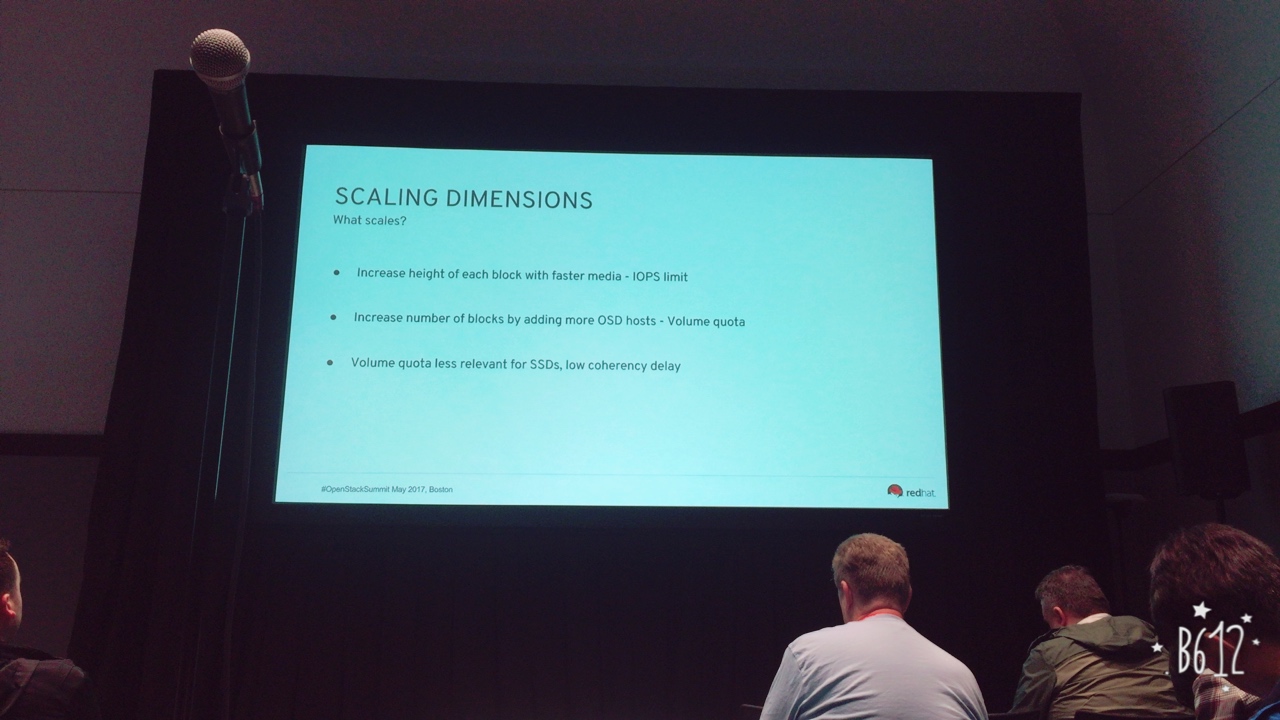 SCALING DIMENSIONS
What scales?
Increase height of each block with faster media - IOPS limit
Increase number of blocks by adding more OSD hosts - Volume quota
Volume quota less relevant for SSDs, low coherency delay
#OpenStackSummit May 2017, Boston
redhat.
B612